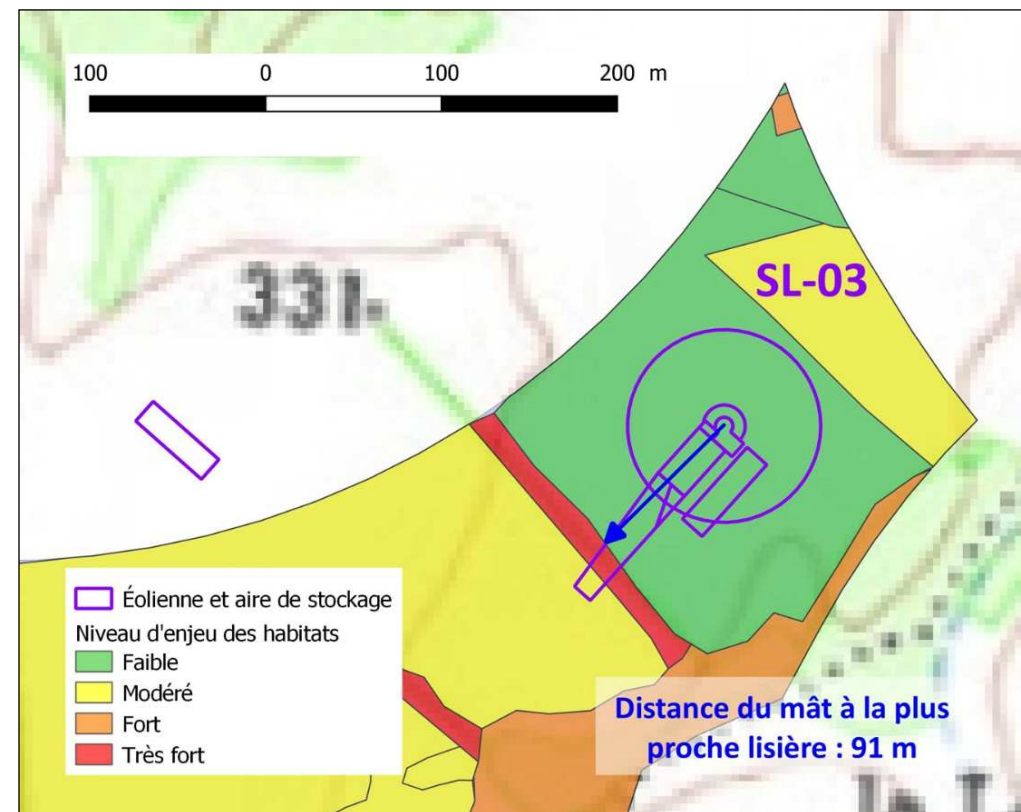 100 0 100 200 m
SL-03
331
Éolienne et aire de stockage
Niveau d'enjeu des habitats
Faible
Modéré
Fort
Très fort
Distance du mât à la plus
proche lisière : 91 m